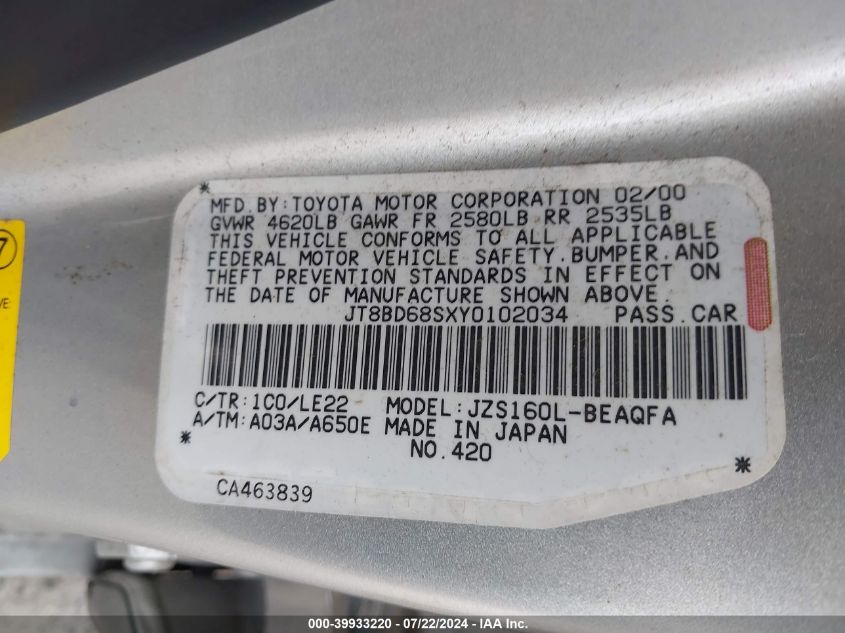 MFD.BY:TOYOTA MOTOR CORPORATION 02/00
GVWR 4620LB GAWR FR 2580LB RR 2535LB
THIS VEHICLE CONFORMS TO ALL APPLICABLE
FEDERAL MOTOR VEHICLE SAFETY.BUMPER.AND
THEFT PREVENTION STANDARDS IN EFFECT ON
THE DATE OF MANUFACTURE SHOWN ABOVE.
JT8BD68SXY0102034 PASS.CAR
C/TR:1C0/LE22 MODEL:JZS160L-BEAQFA
A/TM:A03A/A650E MADE IN JAPAN
NO.420
CA463839
7
000-39933220 - 07/22/2024 - IAA Inc.